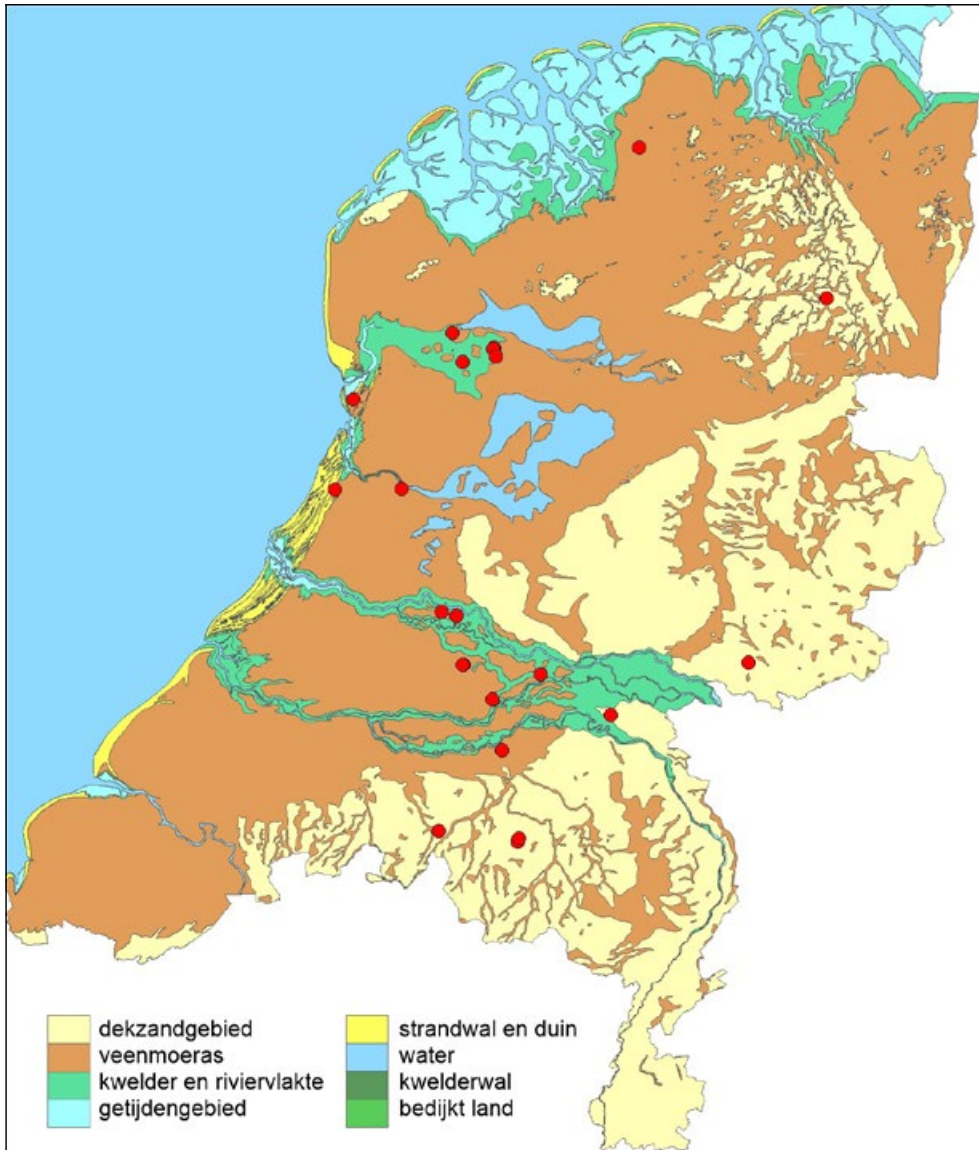 dekzandgebied
veenmoeras
kwelder en riviervlakte
getijdengebied
strandwal en duin
water
kwelderwal
bedijkt land